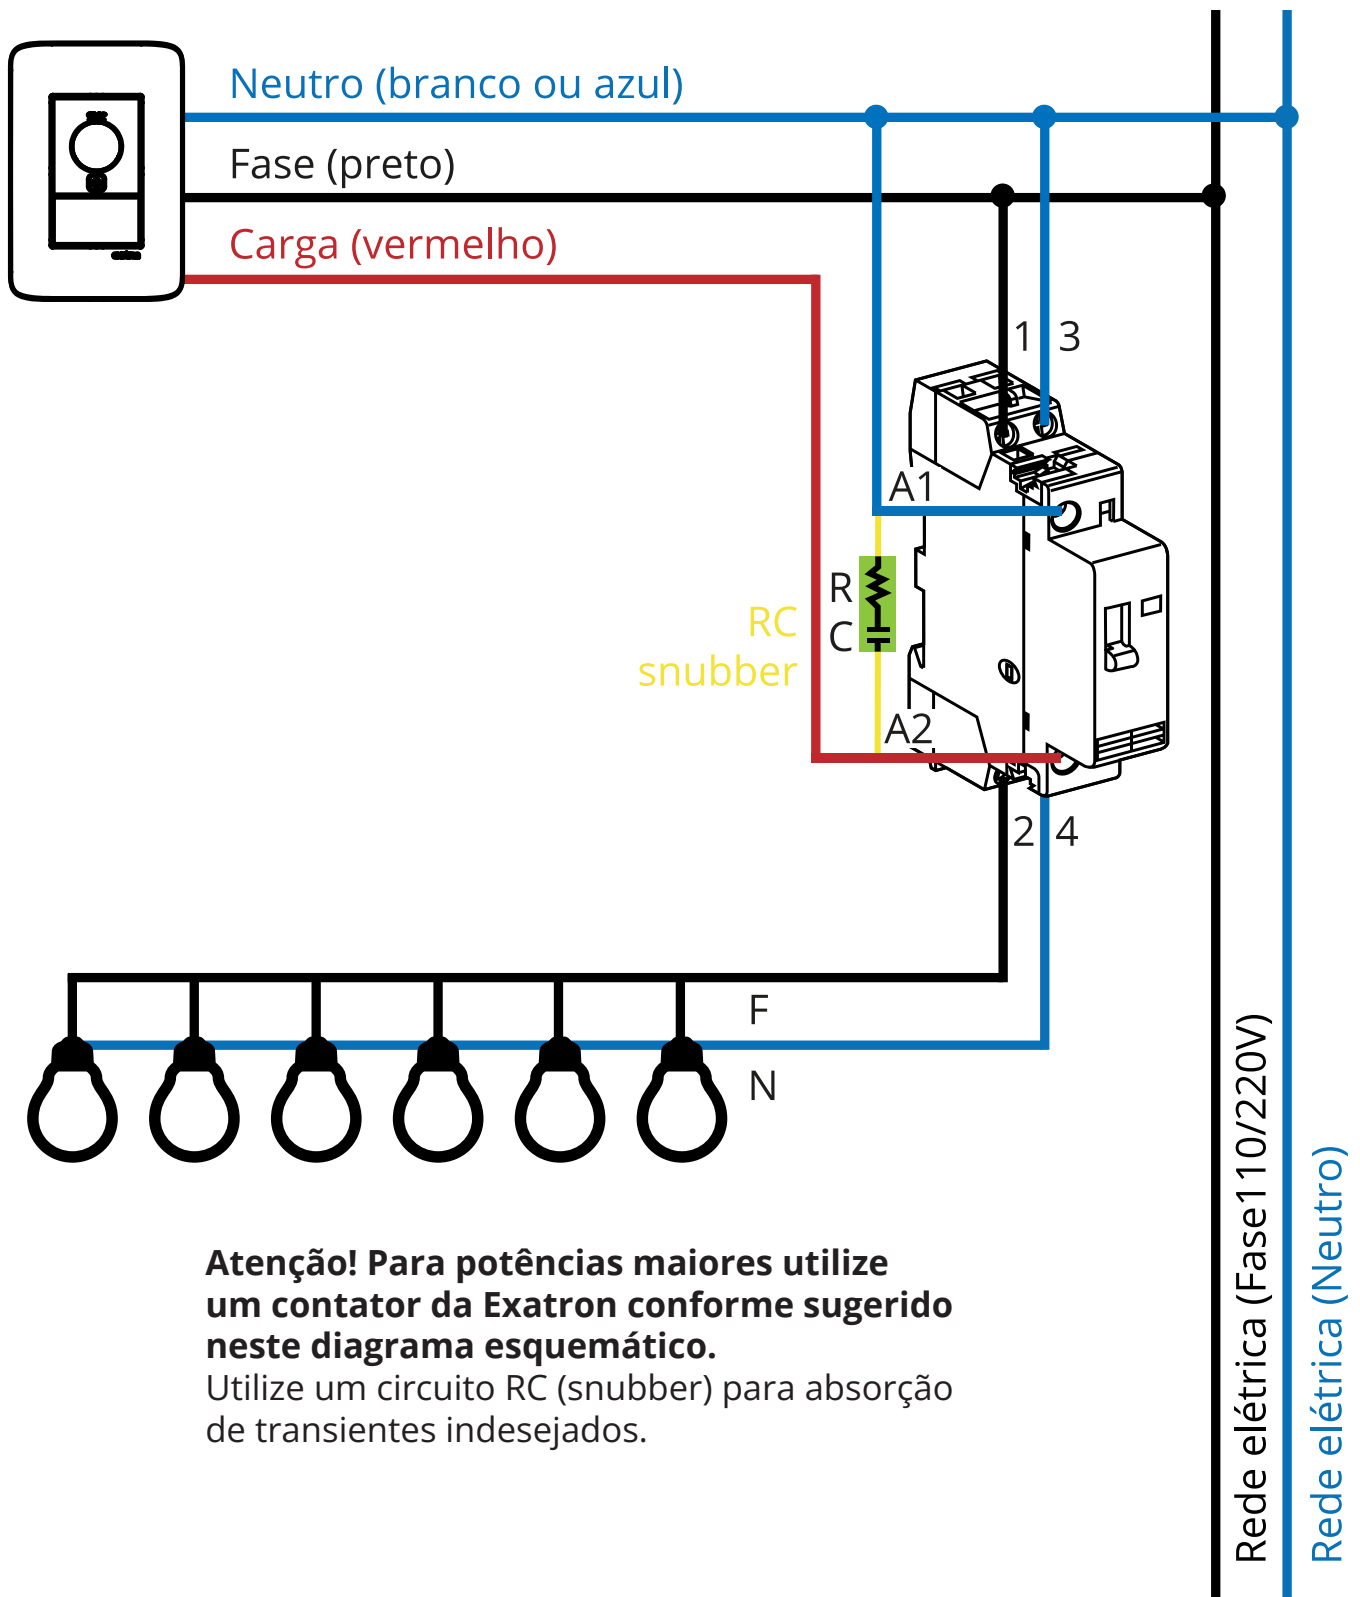 Neutro (branco ou azul)
Fase (preto)
Carga (vermelho)
1 3
A1
R
C
RC
snubber
A2
2 4
F
N
Rede elétrica (Fase110/220V)
Rede elétrica (Neutro)
Atenção! Para potências maiores utilize
um contator da Exatron conforme sugerido
neste diagrama esquemático.
Utilize um circuito RC (snubber) para absorção
de transientes indesejados.